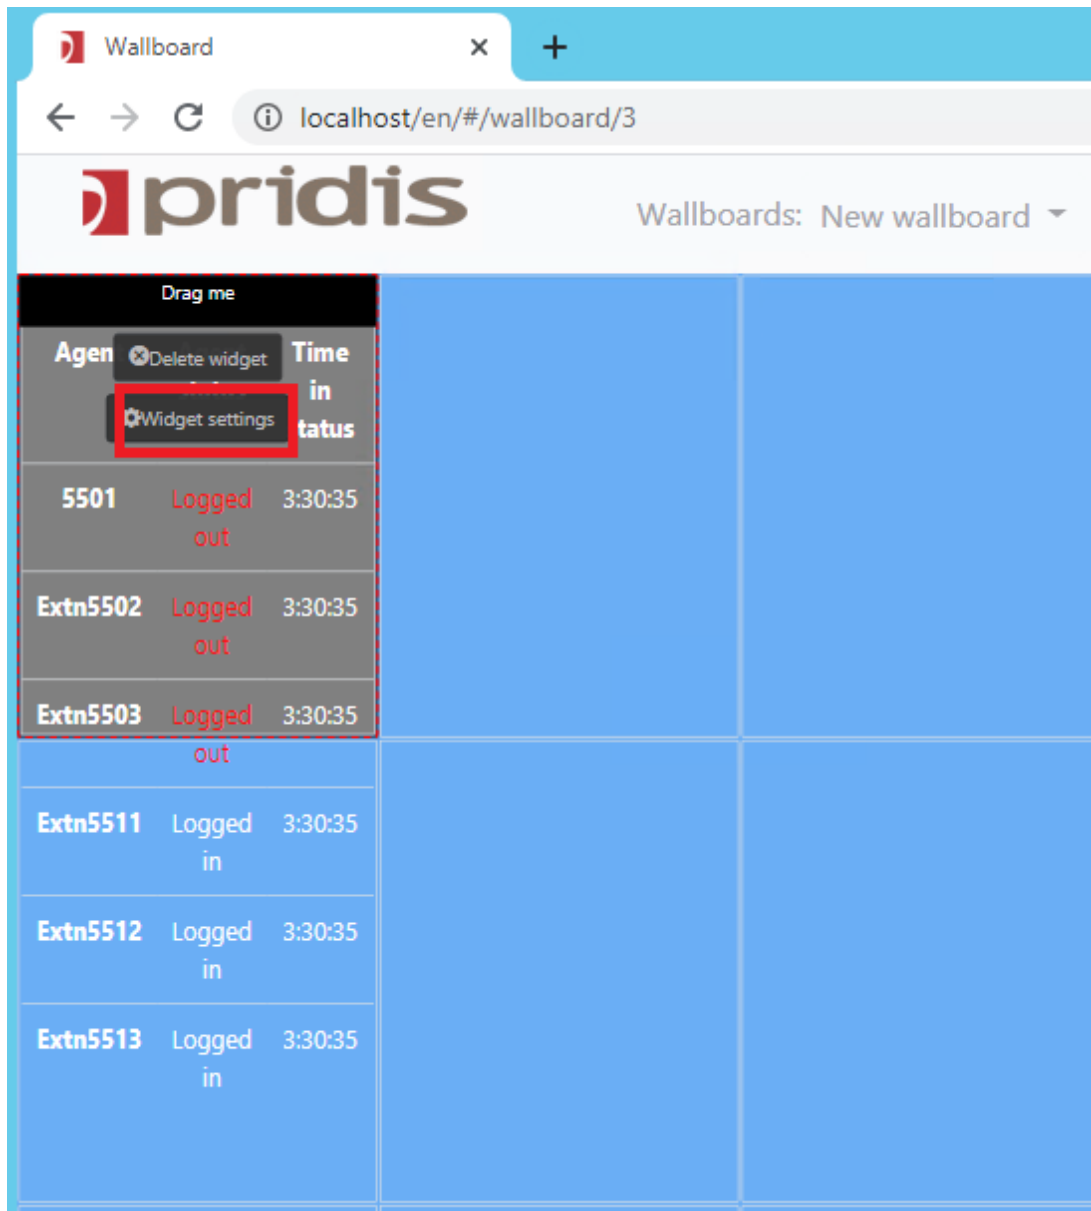 Wallboard
localhost/en/#/wallboard/3
pridis
Wallboards: New wallboard
Drag me
Agen
Delete widget
Time
in
tatus
Widget settings
5501 Logged out 3:30:35
Extn5502 Logged out 3:30:35
Extn5503 Logged out 3:30:35
Extn5511 Logged in 3:30:35
Extn5512 Logged in 3:30:35
Extn5513 Logged in 3:30:35